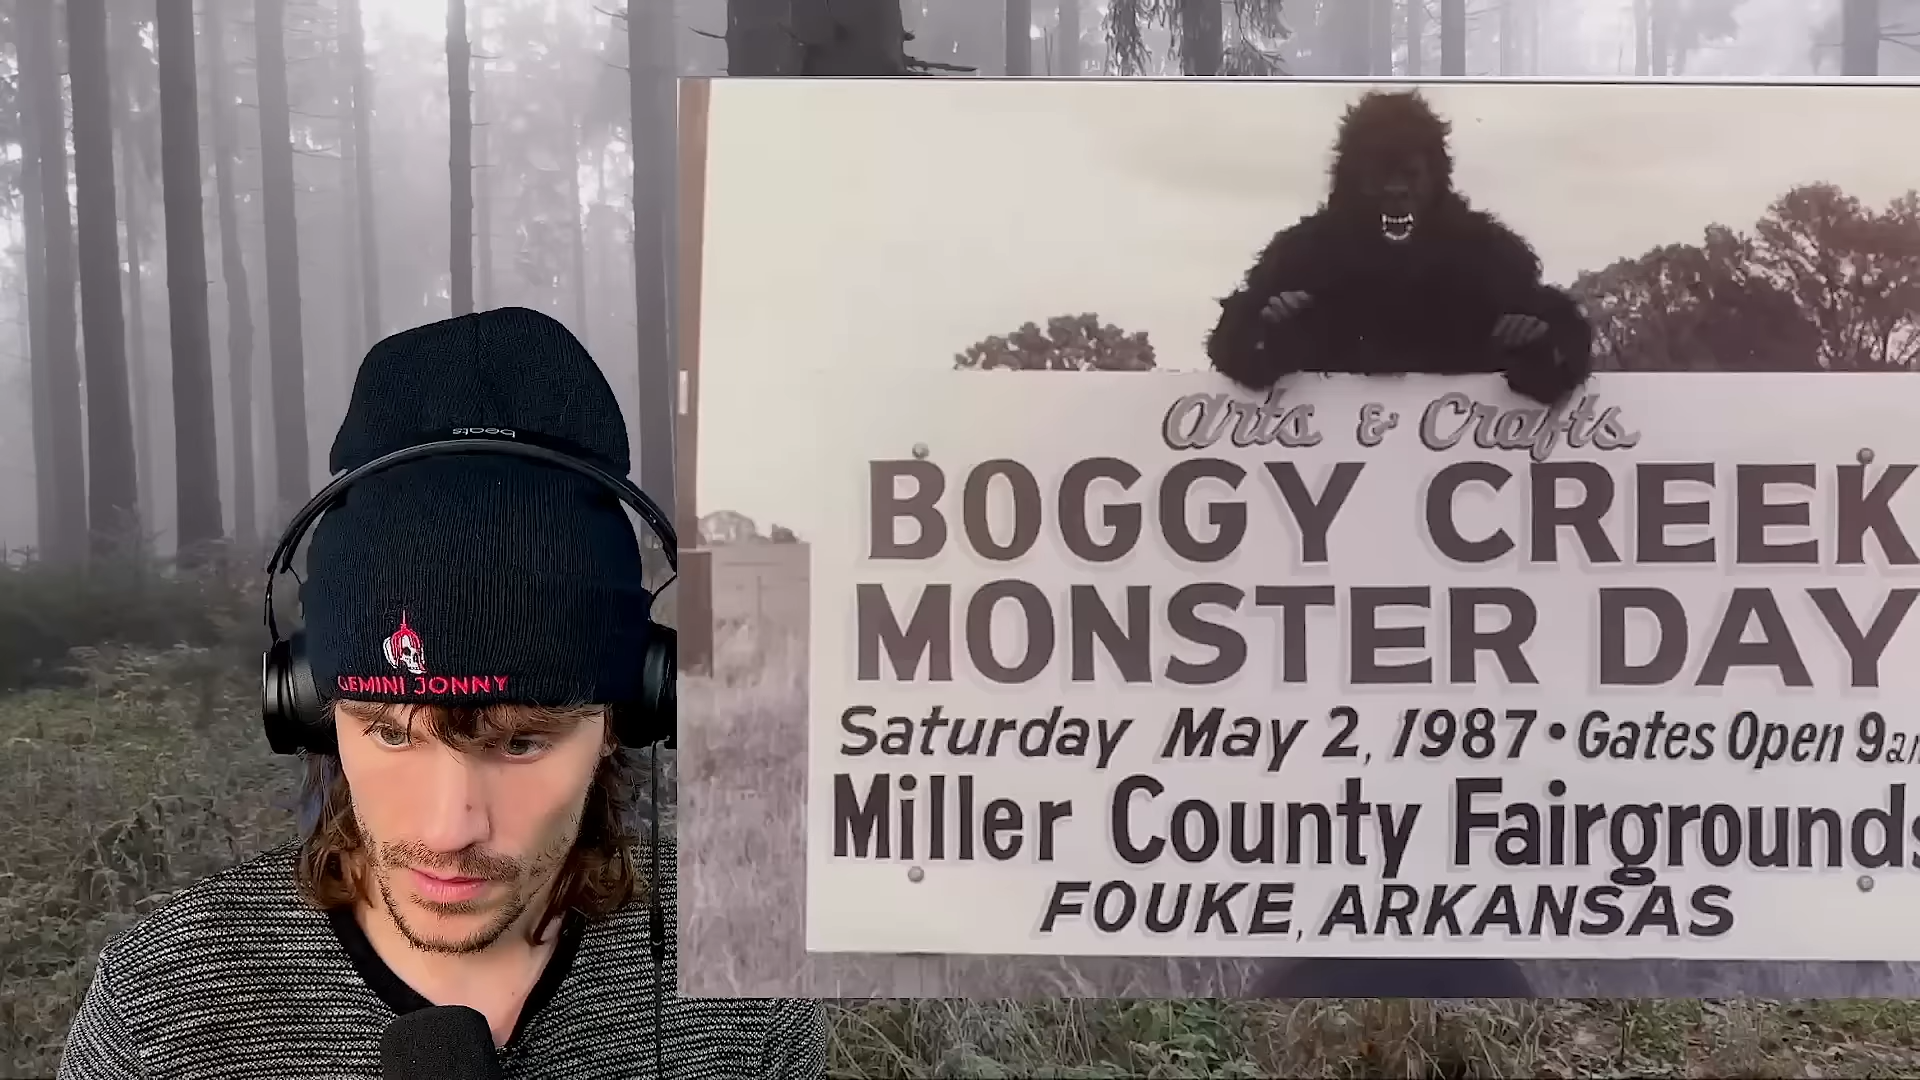 beats
GEMINI JONNY
Arts & Crafts
BOGGY CREEK
MONSTER DAY
Saturday May 2, 1987 • Gates Open 9am
Miller County Fairgrounds
FOUKE, ARKANSAS